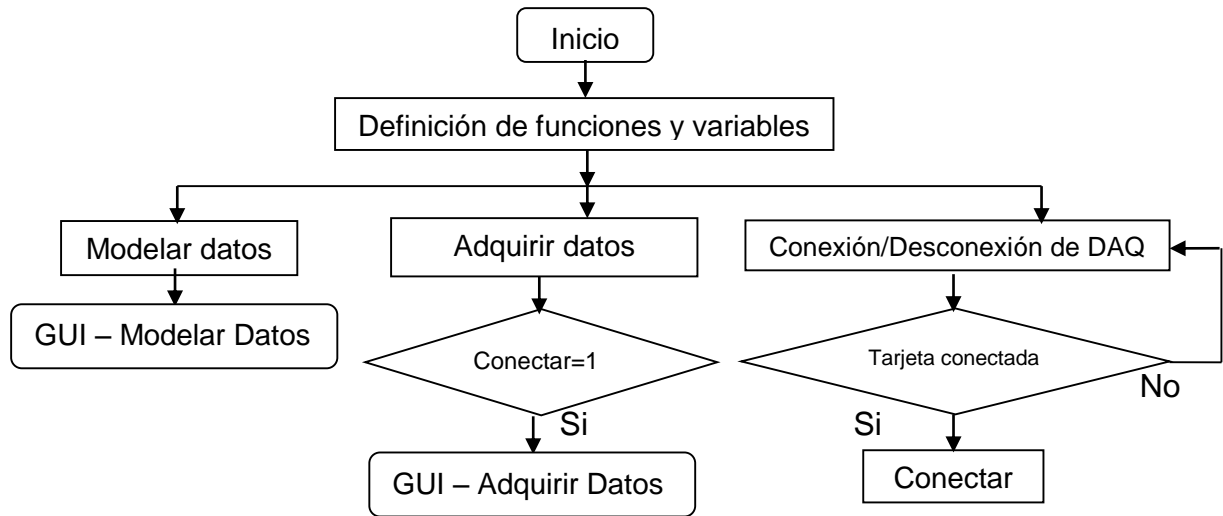 Inicio
Definición de funciones y variables
Modelar datos
Adquirir datos
Conexión/Desconexión de DAQ
GUI – Modelar Datos
Conectar=1
Tarjeta conectada
No
Si
Si
GUI – Adquirir Datos
Conectar